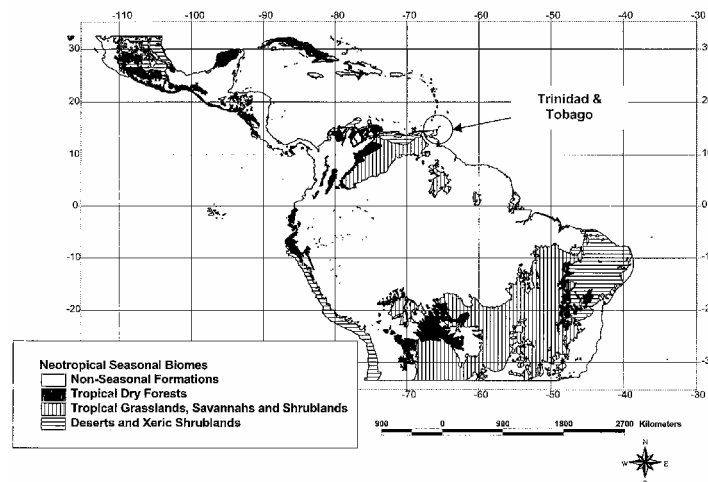 -110 -100 -90 -80 -70 -60 -50 -40 -30
30
20
10
0
-10
-20
Trinidad &
Tobago
-70 -60 -50 -40 -30
Neotropical Seasonal Biomes
Non-Seasonal Formations
Tropical Dry Forests
Tropical Grasslands, Savannahs and Shrublands
Deserts and Xeric Shrublands
900 0 900 1800 2700 Kilometers
N
W E